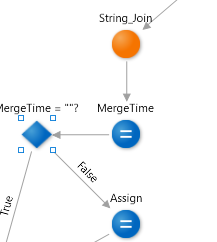 String_Join
MergeTime = ""?
MergeTime
False
Assign
True